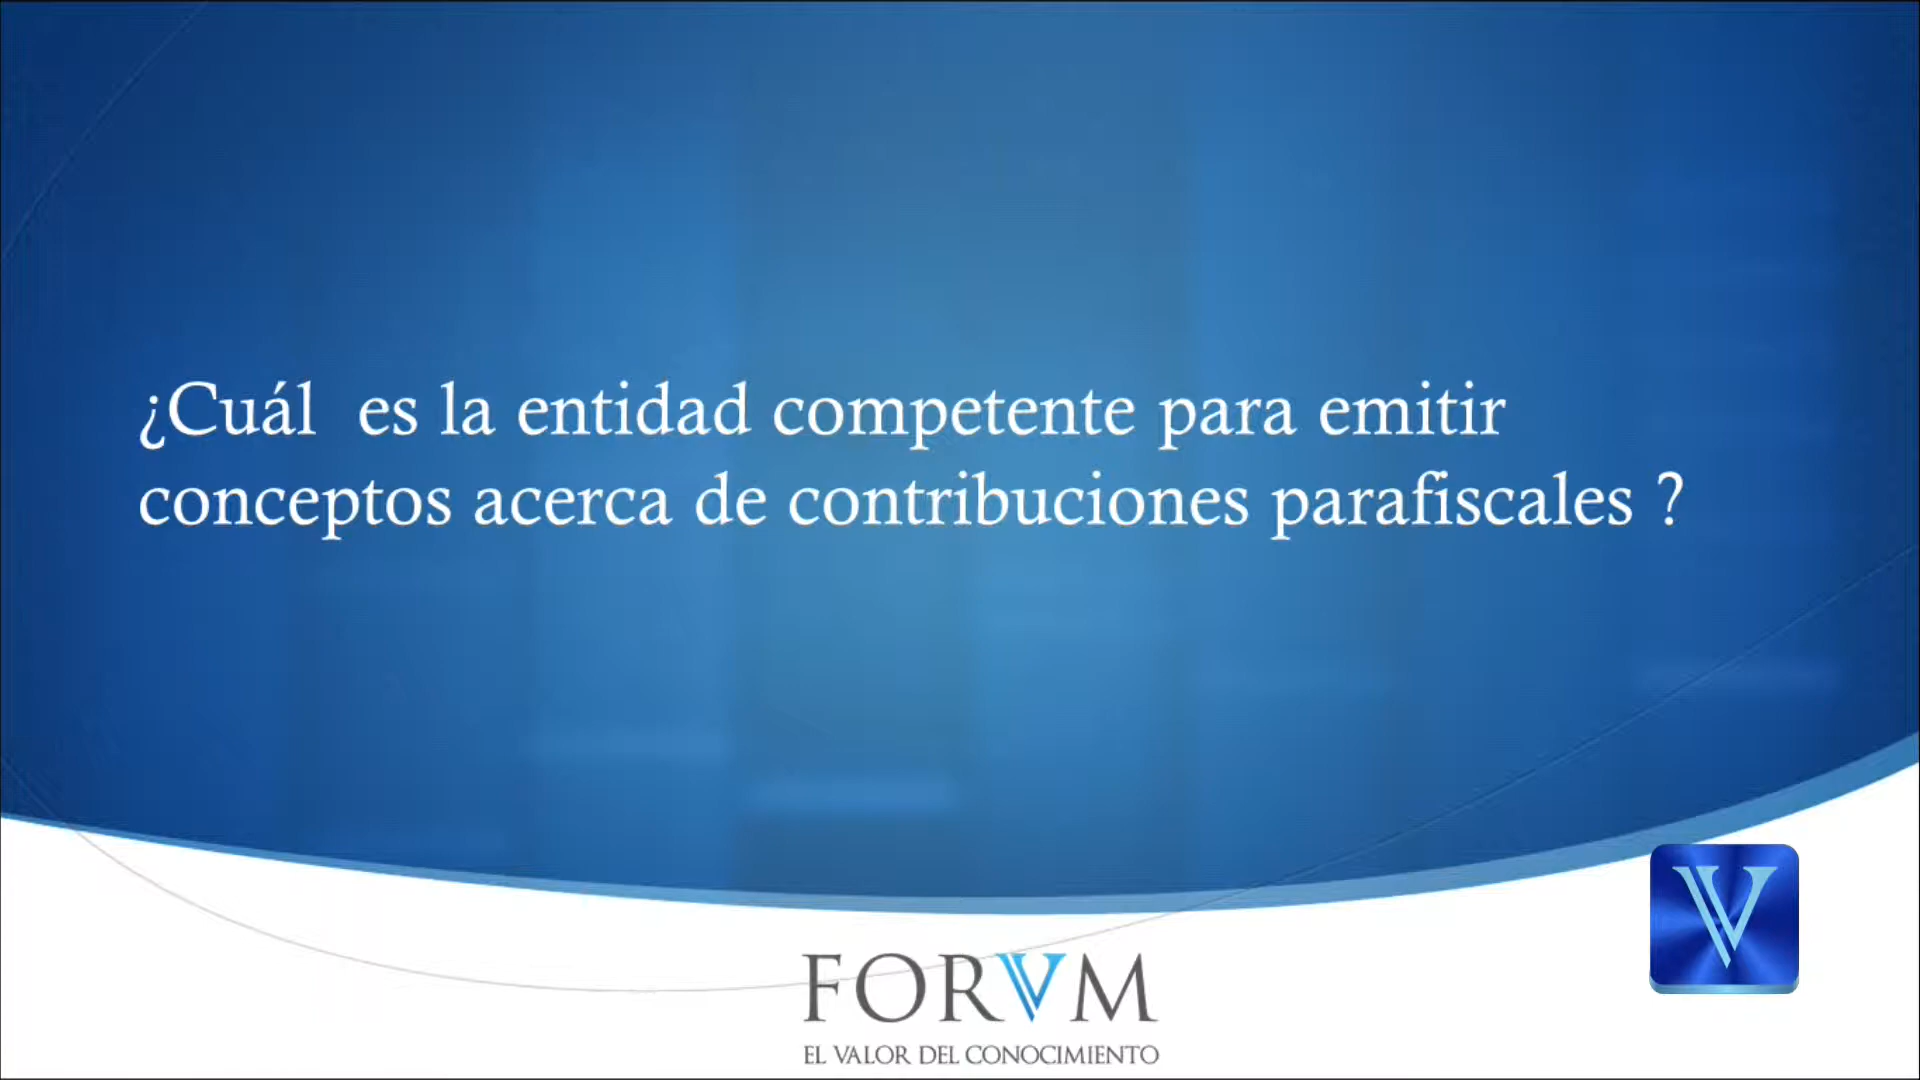 ¿Cuál  es la entidad competente para emitir
conceptos acerca de contribuciones parafiscales ?
V
FORVM
EL VALOR DEL CONOCIMIENTO